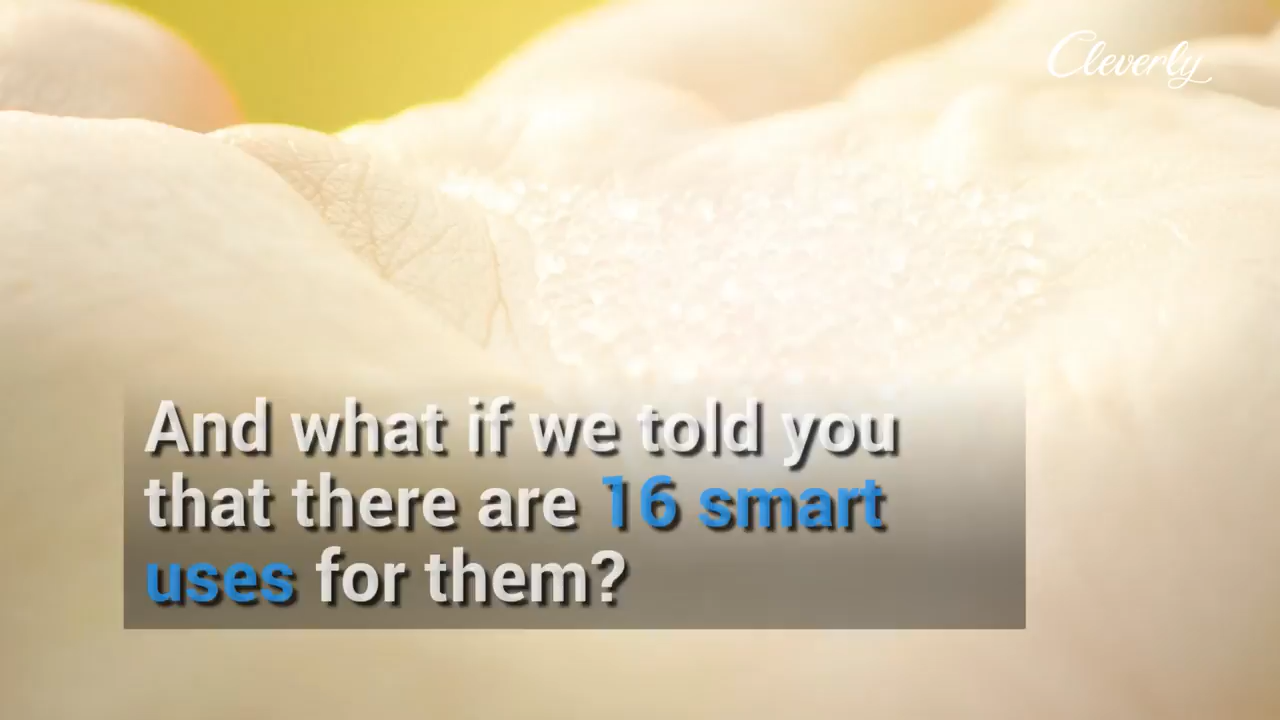 Cleverly
And what if we told you
that there are 16 smart
uses for them?